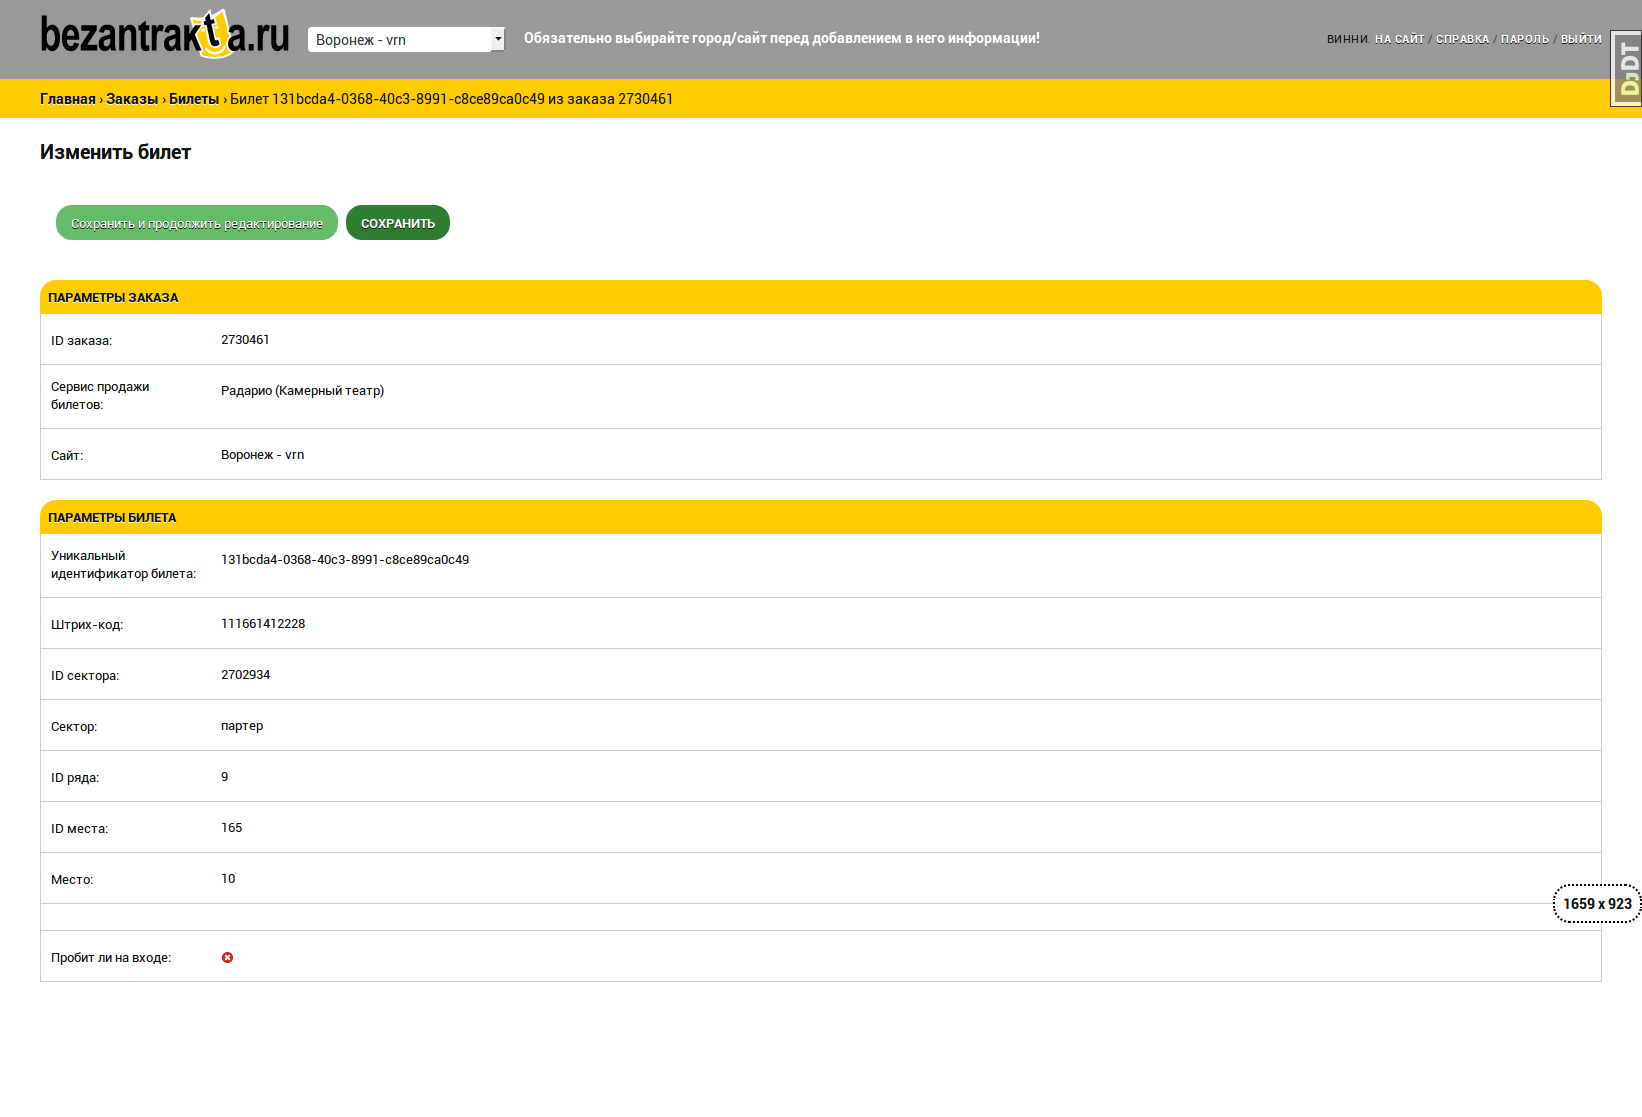 bezantrakta.ru
Воронеж - vrn
Обязательно выбирайте город/сайт перед добавлением в него информации!
ВИННИ. НА САЙТ / СПРАВКА / ПАРОЛЬ / ВЫЙТИ
DjDT
Главная › Заказы › Билеты › Билет 131bcda4-0368-40c3-8991-c8ce89ca0c49 из заказа 2730461
Изменить билет
Сохранить и продолжить редактирование
СОХРАНИТЬ
ПАРАМЕТРЫ ЗАКАЗА
ID заказа: 2730461
Сервис продажи
билетов: Радарио (Камерный театр)
Сайт: Воронеж - vrn
ПАРАМЕТРЫ БИЛЕТА
Уникальный
идентификатор билета: 131bcda4-0368-40c3-8991-c8ce89ca0c49
Штрих-код: 111661412228
ID сектора: 2702934
Сектор: партер
ID ряда: 9
ID места: 165
Место: 10
1659 x 923
Пробит ли на входе: